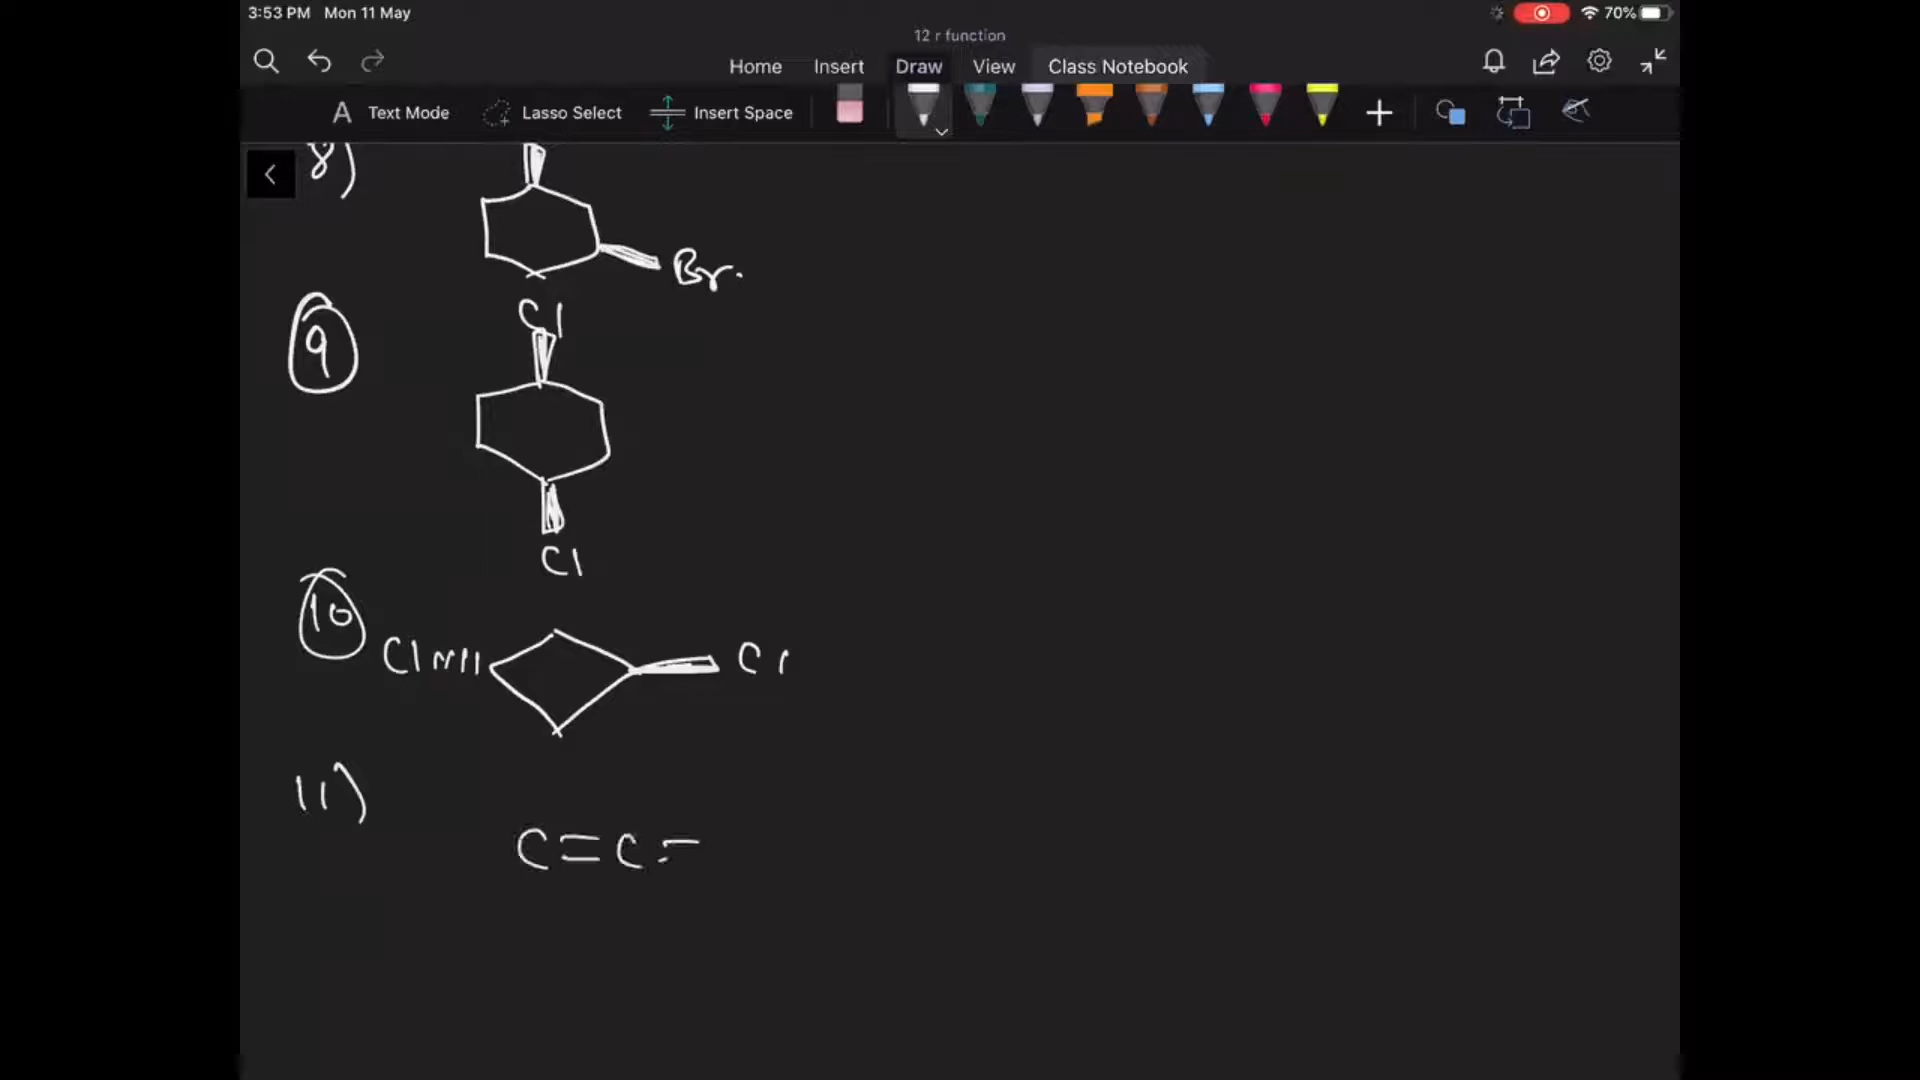 3:53 PM Mon 11 May
70%
12 r function
Home Insert Draw View Class Notebook
A Text Mode Lasso Select Insert Space
8)
Br.
9
Cl
Cl
10
Cl Cl
11)
C=C=